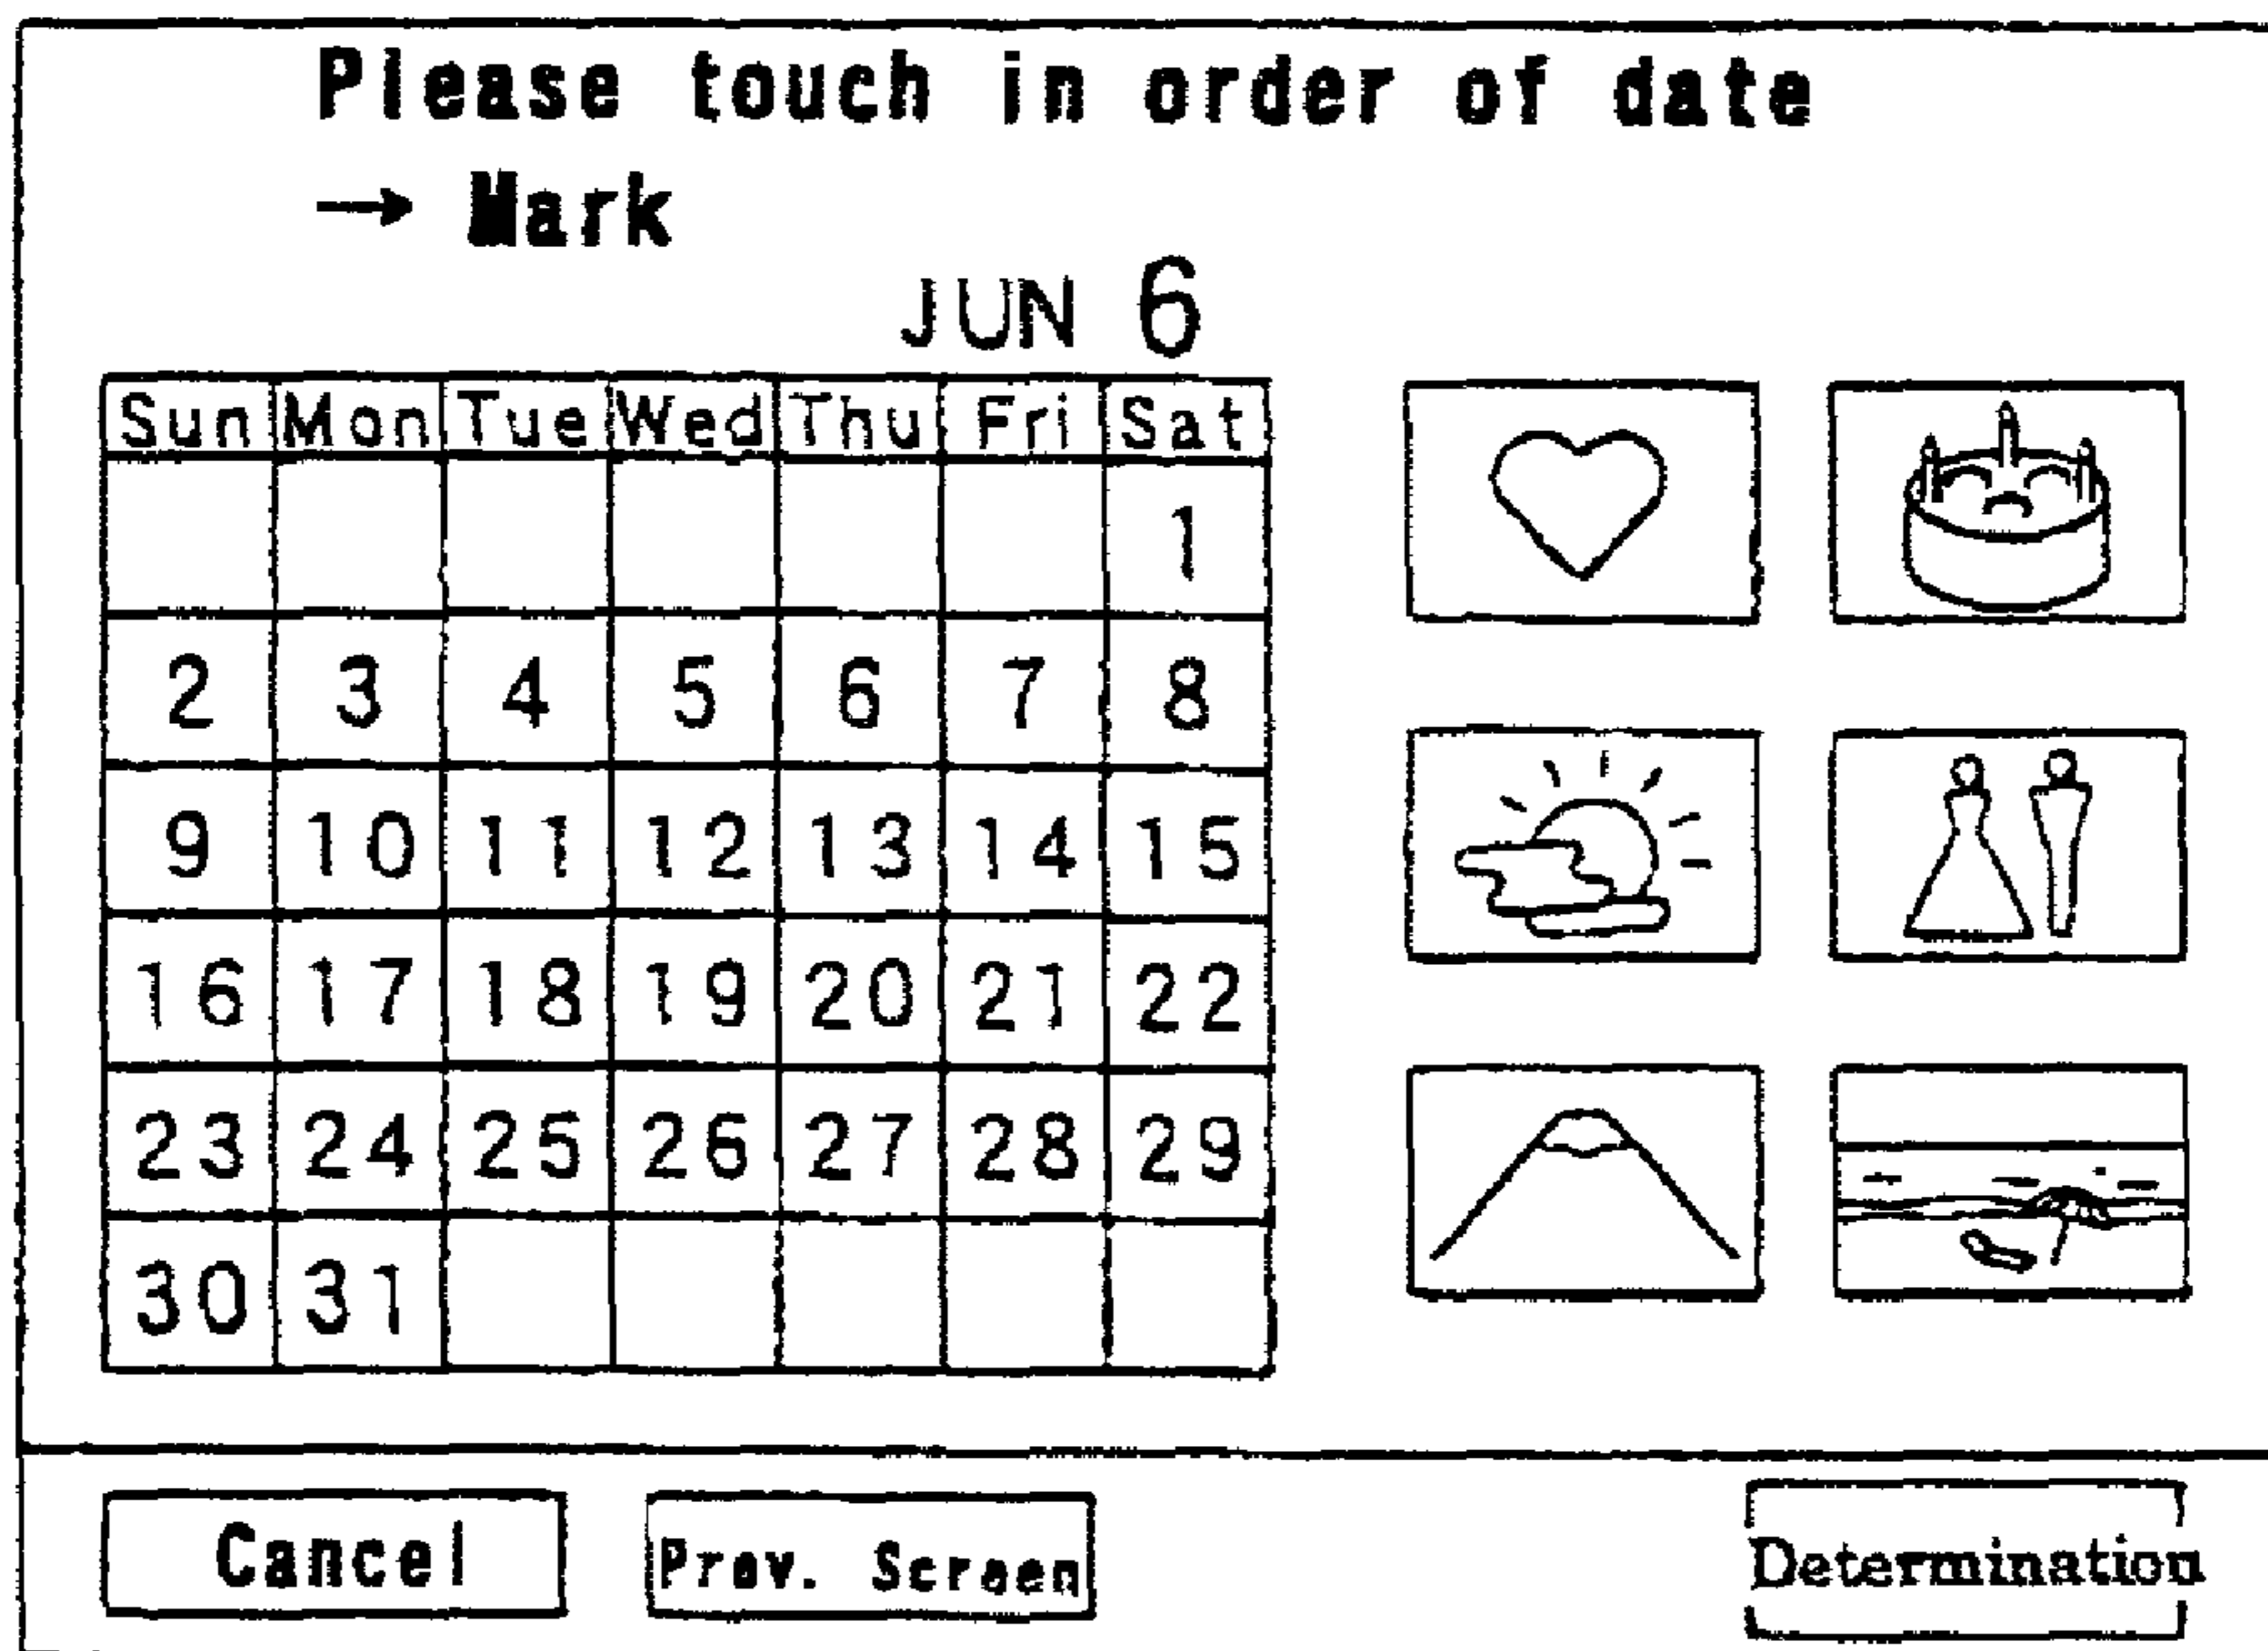 Please touch in order of date
→ Mark
JUN 6
Sun Mon Tue Wed Thu Fri Sat
1
2 3 4 5 6 7 8
9 10 11 12 13 14 15
16 17 18 19 20 21 22
23 24 25 26 27 28 29
30 31
Cancel Prev. Screen Determination